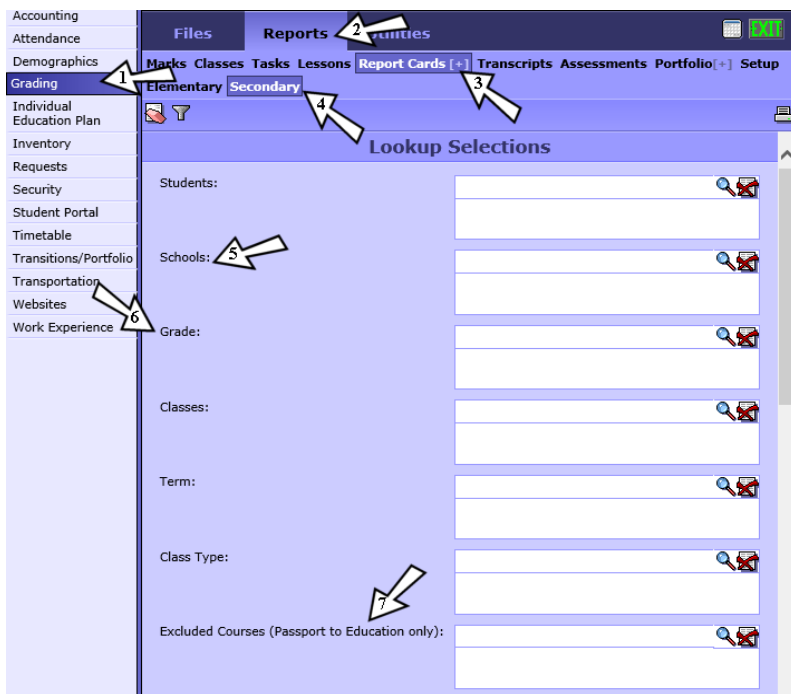 Accounting
Attendance
Demographics
Grading
Individual
Education Plan
Inventory
Requests
Security
Student Portal
Timetable
Transitions/Portfolio
Transportation
Websites
Work Experience
Files Reports Utilities EXIT
Marks Classes Tasks Lessons Report Cards [+] Transcripts Assessments Portfolio[+] Setup
Elementary Secondary
Lookup Selections
Students:
Schools:
Grade:
Classes:
Term:
Class Type:
Excluded Courses (Passport to Education only):
1
2
3
4
5
6
7